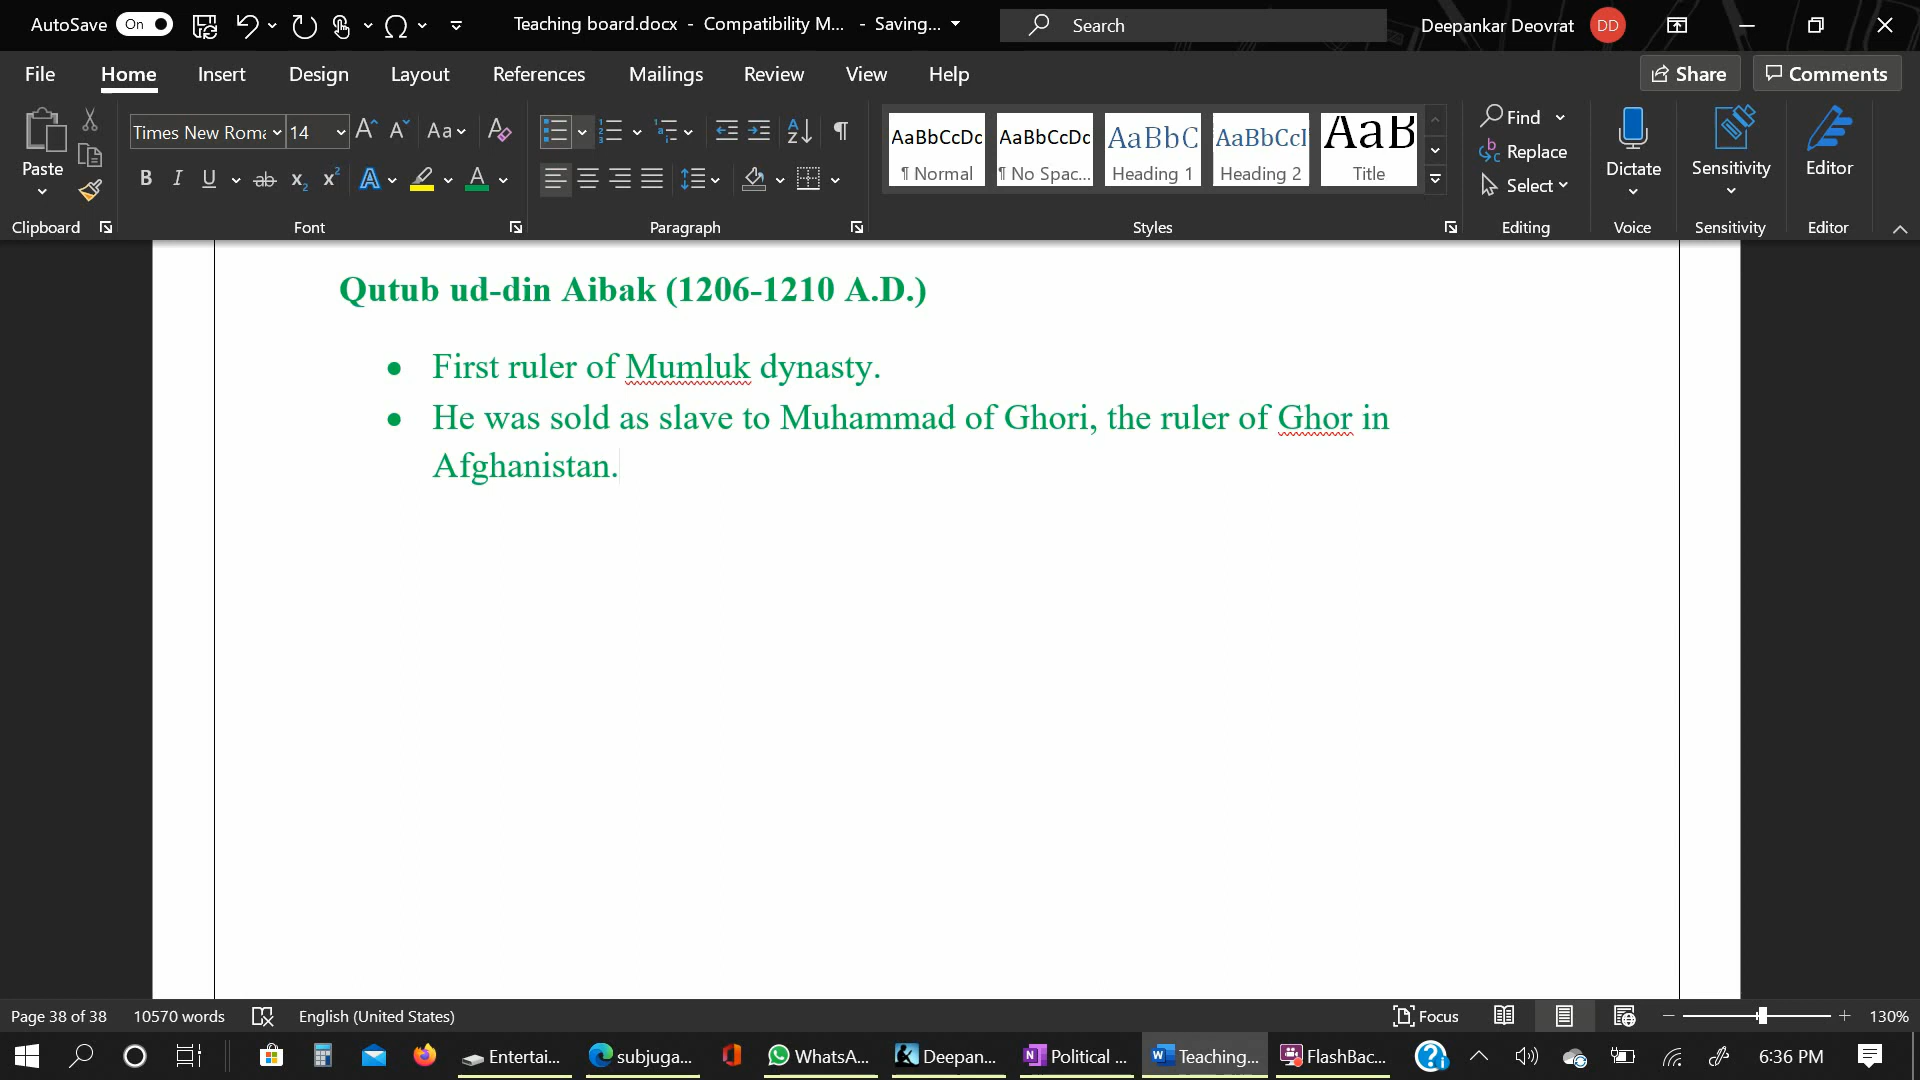 AutoSave On Teaching board.docx - Compatibility M... - Saving... Search Deepankar Deovrat DD
File Home Insert Design Layout References Mailings Review View Help Share Comments
Paste Times New Roma 14 Aa AaBbCcDc AaBbCcDc AaBbC AaBbCcI AaB Find Replace Select Dictate Sensitivity Editor
B I U ab ¶ Normal ¶ No Spac... Heading 1 Heading 2 Title
Clipboard Font Paragraph Styles Editing Voice Sensitivity Editor
Qutub ud-din Aibak (1206-1210 A.D.)
● First ruler of Mumluk dynasty.
● He was sold as slave to Muhammad of Ghori, the ruler of Ghor in
Afghanistan.
Page 38 of 38 10570 words English (United States) Focus 130%
Entertai... subjuga... WhatsA... Deepan... Political ... Teaching... FlashBac... 6:36 PM